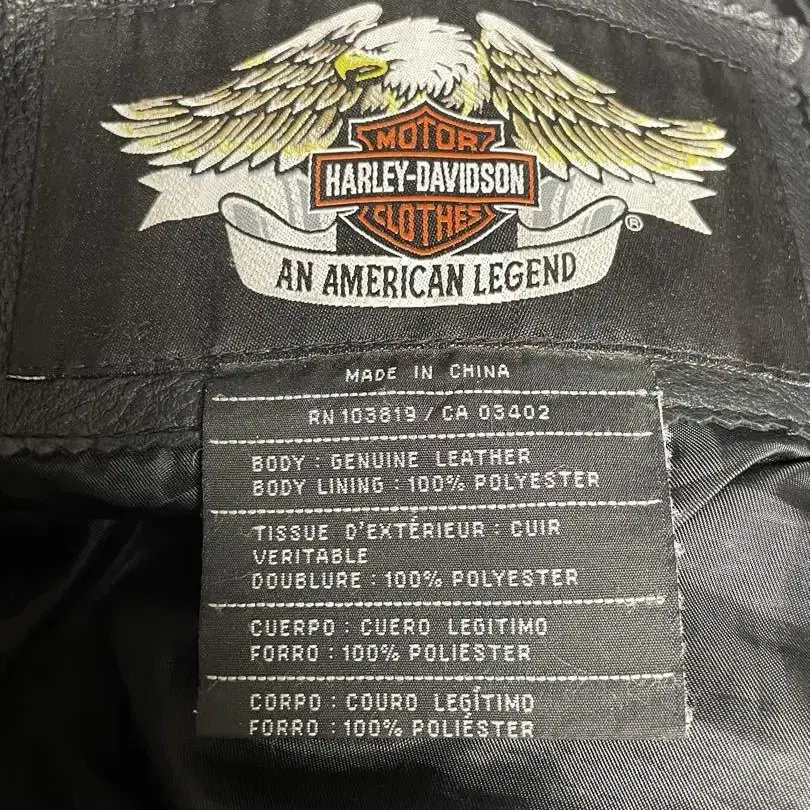 MOTOR
HARLEY-DAVIDSON
CLOTHES
®
AN AMERICAN LEGEND
MADE IN CHINA
RN 103819 / CA 03402
BODY : GENUINE LEATHER
BODY LINING : 100% POLYESTER
TISSUE D'EXTÉRIEUR : CUIR
VERITABLE
DOUBLURE : 100% POLYESTER
CUERPO : CUERO LEGITIMO
FORRO : 100% POLIESTER
CORPO : COURO LEGÍTIMO
FORRO : 100% POLIÉSTER